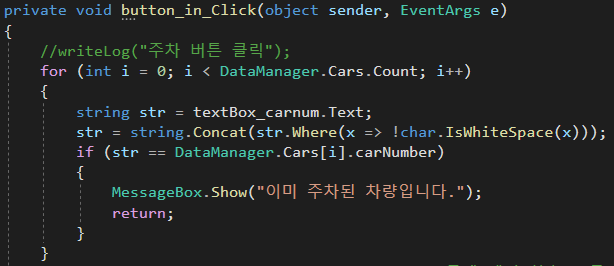 private void button_in_Click(object sender, EventArgs e)
{
//writeLog("주차 버튼 클릭");
for (int i = 0; i < DataManager.Cars.Count; i++)
{
string str = textBox_carnum.Text;
str = string.Concat(str.Where(x => !char.IsWhiteSpace(x)));
if (str == DataManager.Cars[i].carNumber)
{
MessageBox.Show("이미 주차된 차량입니다.");
return;
}
}